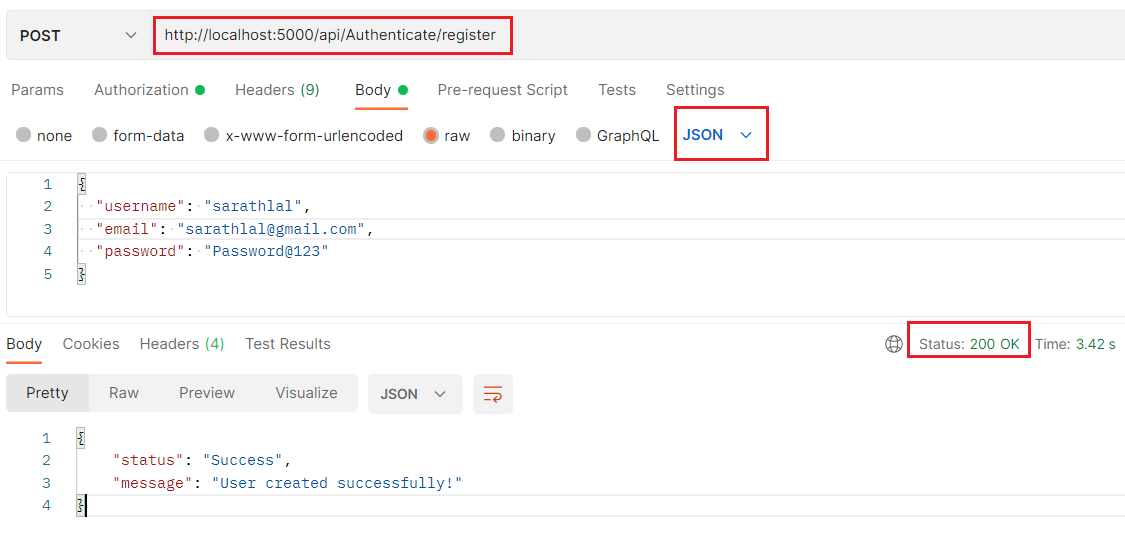 POST http://localhost:5000/api/Authenticate/register
Params Authorization Headers (9) Body Pre-request Script Tests Settings
none form-data x-www-form-urlencoded raw binary GraphQL JSON
1 {
2 "username": "sarathlal",
3 "email": "sarathlal@gmail.com",
4 "password": "Password@123"
5 }
Body Cookies Headers (4) Test Results Status: 200 OK Time: 3.42 s
Pretty Raw Preview Visualize JSON
1 {
2 "status": "Success",
3 "message": "User created successfully!"
4 }